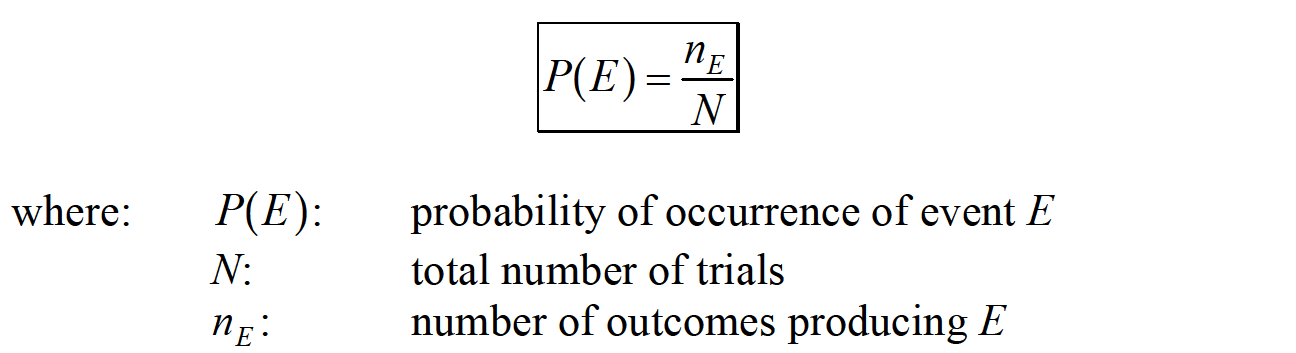 P(E) = n_E / N
where: P(E): probability of occurrence of event E
N: total number of trials
n_E: number of outcomes producing E